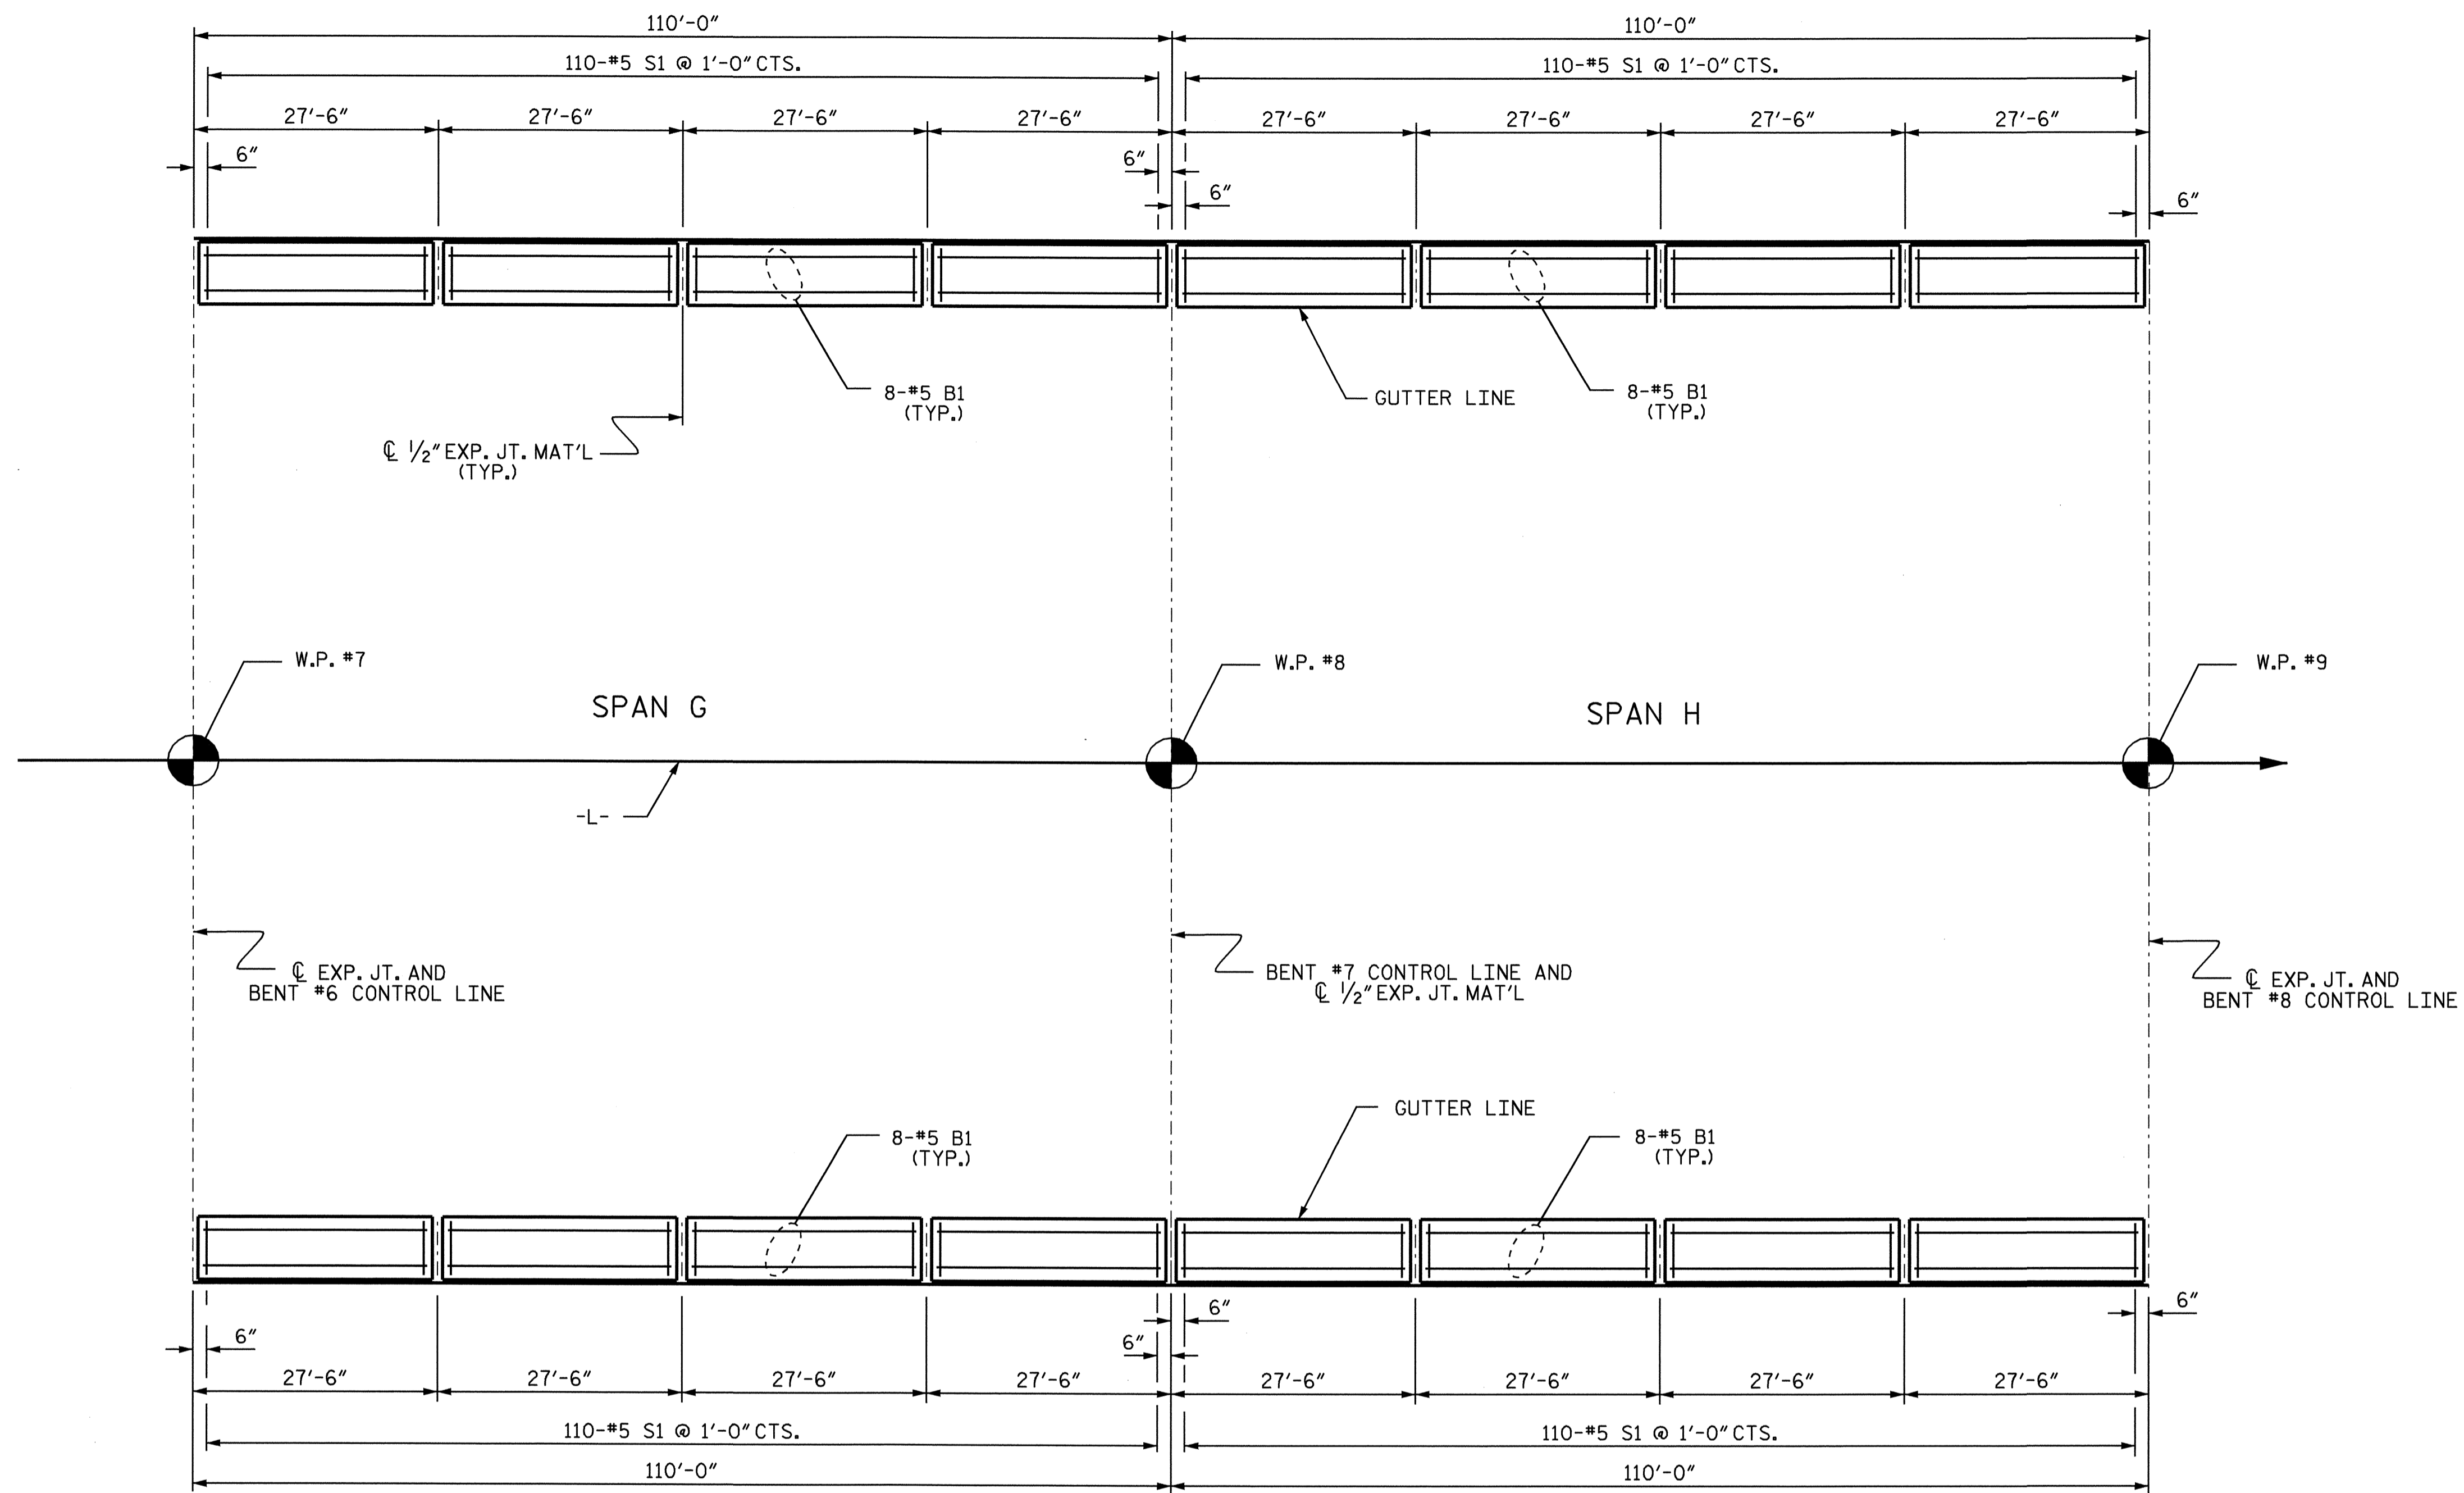 110'-0" 110'-0"
110-#5 S1 @ 1'-0" CTS. 110-#5 S1 @ 1'-0" CTS.
27'-6" 27'-6" 27'-6" 27'-6" 27'-6" 27'-6" 27'-6" 27'-6"
6" 6"
6" 6"
8-#5 B1
(TYP.)
GUTTER LINE
8-#5 B1
(TYP.)
℄ 1/2" EXP. JT. MAT'L
(TYP.)
W.P. #7 W.P. #8 W.P. #9
SPAN G SPAN H
-L-
℄ EXP. JT. AND
BENT #6 CONTROL LINE
BENT #7 CONTROL LINE AND
℄ 1/2" EXP. JT. MAT'L
℄ EXP. JT. AND
BENT #8 CONTROL LINE
GUTTER LINE
8-#5 B1
(TYP.)
8-#5 B1
(TYP.)
6" 6"
6" 6"
27'-6" 27'-6" 27'-6" 27'-6" 27'-6" 27'-6" 27'-6" 27'-6"
110-#5 S1 @ 1'-0" CTS. 110-#5 S1 @ 1'-0" CTS.
110'-0" 110'-0"